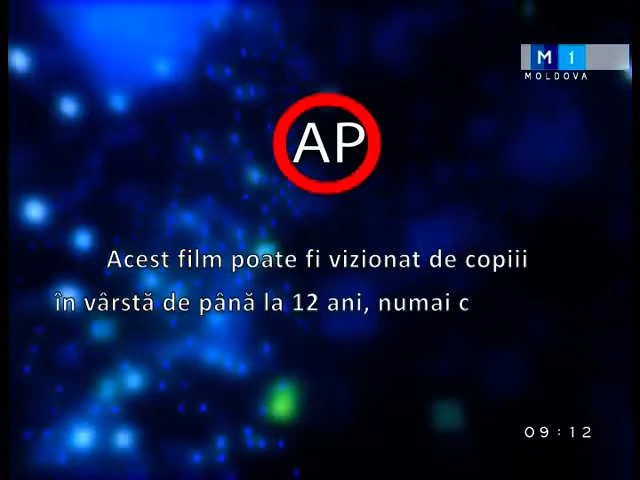 M 1
MOLDOVA
AP
Acest film poate fi vizionat de copiii
în vârstă de până la 12 ani, numai c
09:12